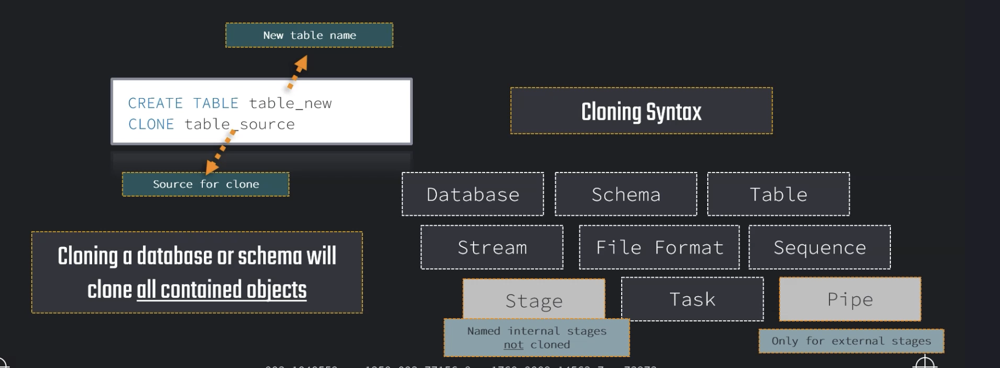 New table name
CREATE TABLE table_new
CLONE table_source
Source for clone
Cloning a database or schema will
clone all contained objects
Cloning Syntax
Database
Schema
Table
Stream
File Format
Sequence
Stage
Task
Pipe
Named internal stages
not cloned
Only for external stages